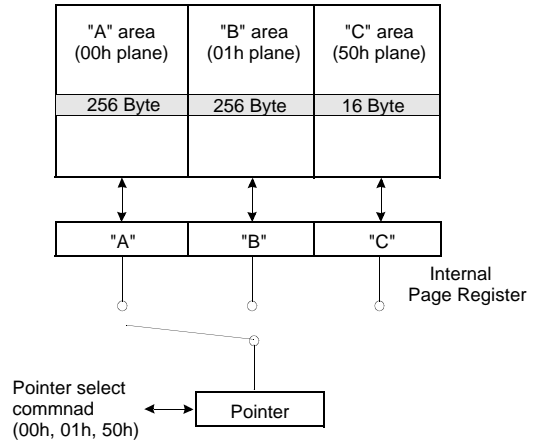 "A" area
(00h plane)
"B" area
(01h plane)
"C" area
(50h plane)
256 Byte
256 Byte
16 Byte
"A"
"B"
"C"
Internal
Page Register
Pointer select
commnad
(00h, 01h, 50h)
Pointer